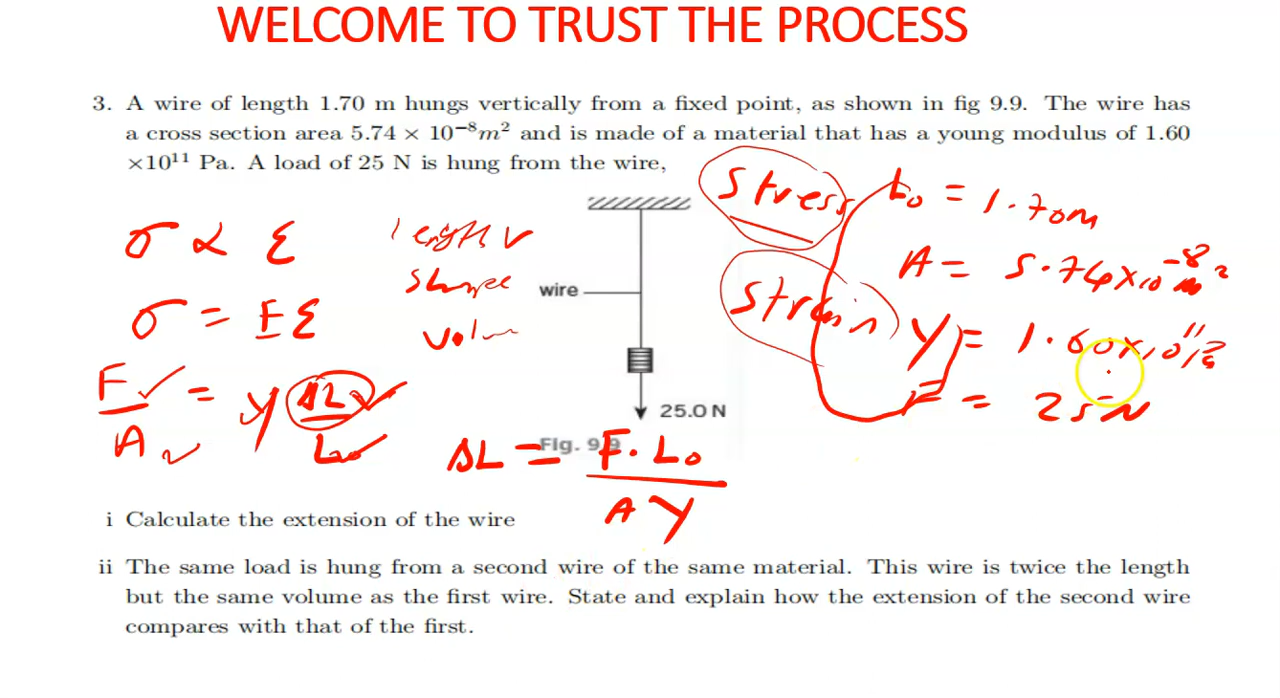 WELCOME TO TRUST THE PROCESS
3. A wire of length 1.70 m hungs vertically from a fixed point, as shown in fig 9.9. The wire has
a cross section area 5.74 × 10⁻⁸m² and is made of a material that has a young modulus of 1.60
×10¹¹ Pa. A load of 25 N is hung from the wire,
Stress
L₀ = 1.70m
σ ∝ ε
length
A = 5.74×10⁻⁸ m²
shape
wire
Strain
σ = Eε
Y = 1.60×10¹¹ Pa
F/A = Y ΔL/L₀
25.0 N
F = 25N
Fig. 9.9
ΔL = F·L₀/AY
i Calculate the extension of the wire
ii The same load is hung from a second wire of the same material. This wire is twice the length
but the same volume as the first wire. State and explain how the extension of the second wire
compares with that of the first.